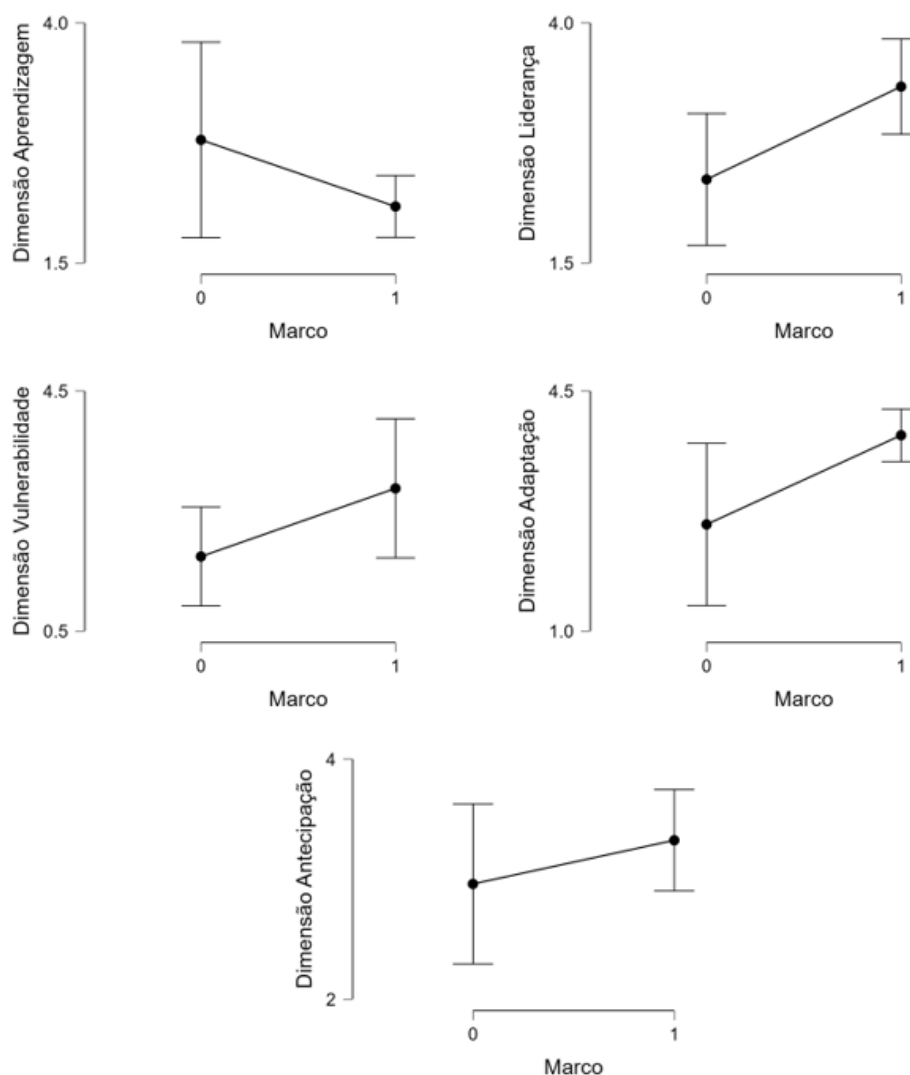 4.0
Dimensão Aprendizagem
1.5
0 1
Marco
4.0
Dimensão Liderança
1.5
0 1
Marco
4.5
Dimensão Vulnerabilidade
0.5
0 1
Marco
4.5
Dimensão Adaptação
1.0
0 1
Marco
4
Dimensão Antecipação
2
0 1
Marco